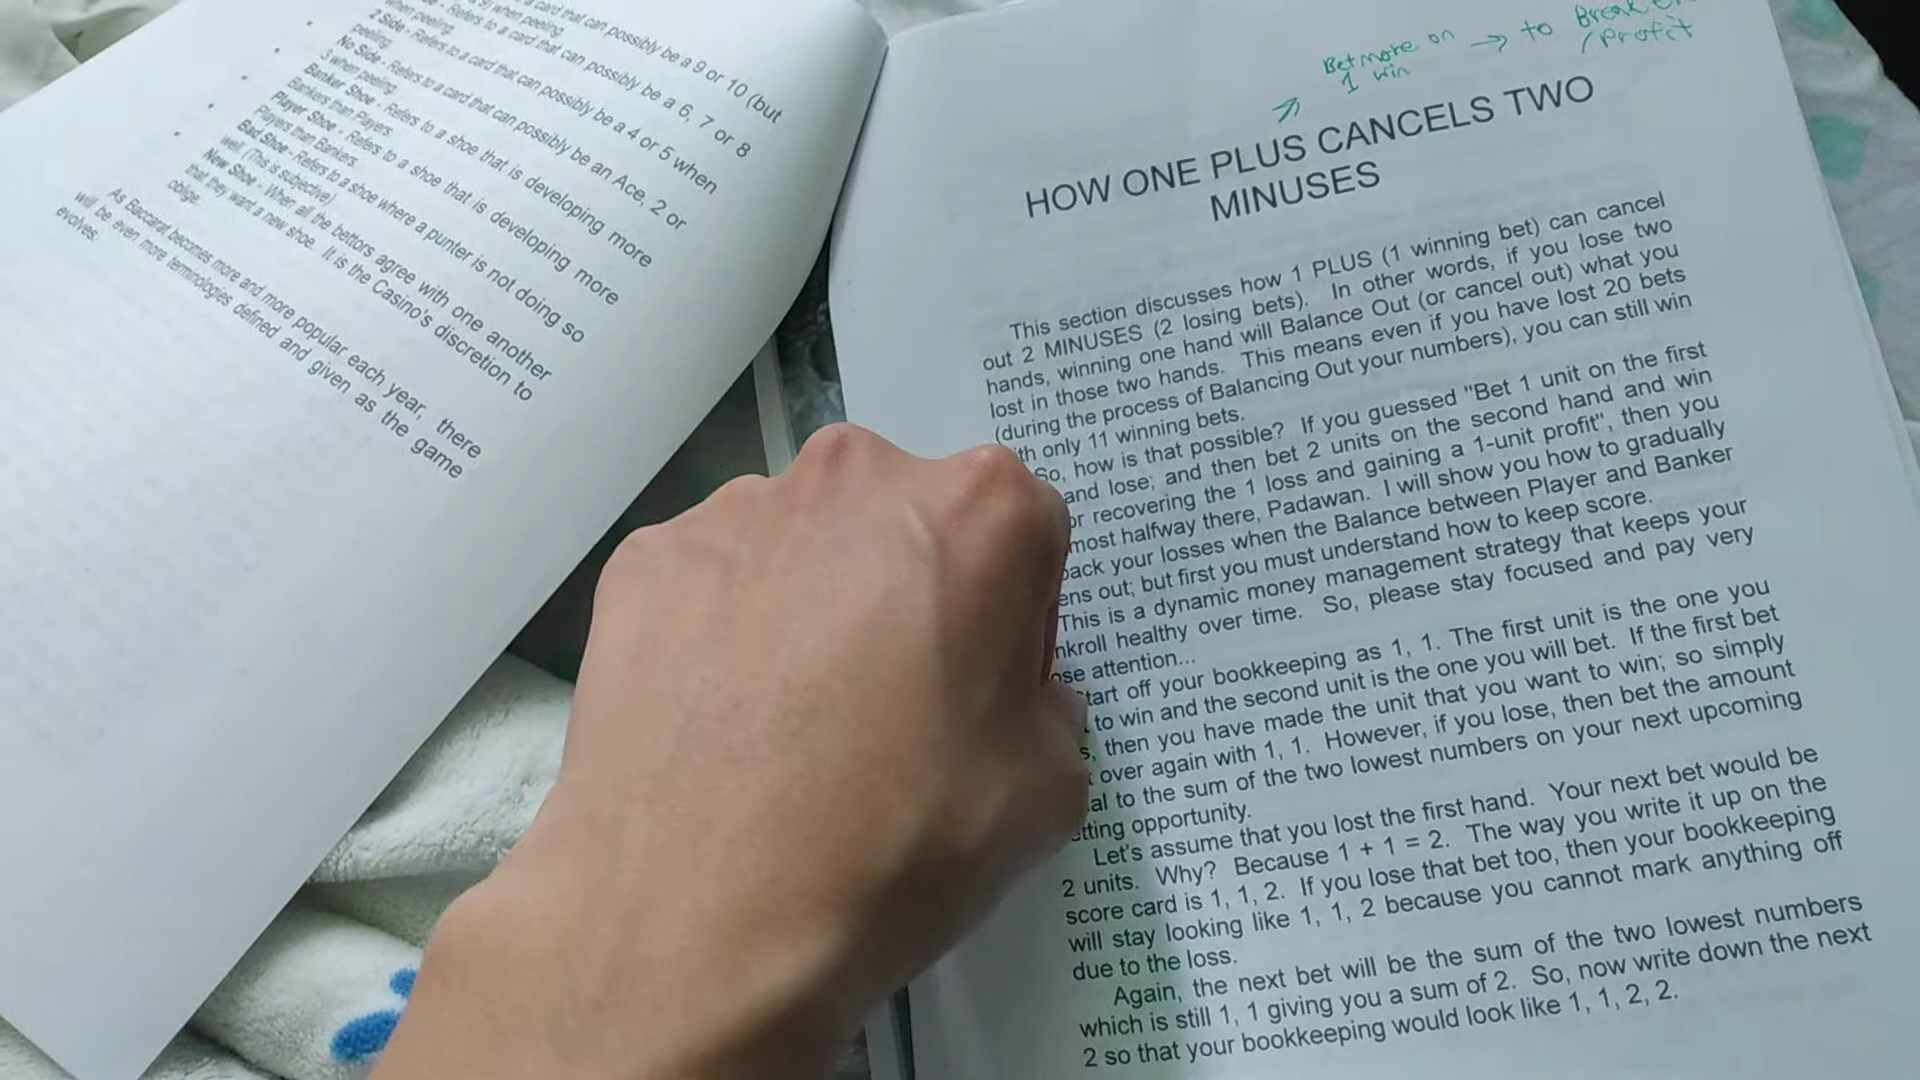 a card that can possibly be a 9 or 10 (but
when peeling.
Refers to a card that can possibly be a 6, 7 or 8
when peeling.
2 Side - Refers to a card that can possibly be a 4 or 5 when
peeling.
No Side - Refers to a card that can possibly be an Ace, 2 or
3 when peeling.
Banker Shoe - Refers to a shoe that is developing more
Bankers than Players.
Player Shoe - Refers to a shoe that is developing more
Players than Bankers.
Bad Shoe - Refers to a shoe where a punter is not doing so
well. (This is subjective)
New Shoe - When all the bettors agree with one another
that they want a new shoe. It is the Casino's discretion to
oblige.
As Baccarat becomes more and more popular each year, there
will be even more terminologies defined and given as the game
evolves.
Bet more on → to Break
1 win / Profit
HOW ONE PLUS CANCELS TWO
MINUSES
This section discusses how 1 PLUS (1 winning bet) can cancel
out 2 MINUSES (2 losing bets). In other words, if you lose two
hands, winning one hand will Balance Out (or cancel out) what you
lost in those two hands. This means even if you have lost 20 bets
(during the process of Balancing Out your numbers), you can still win
with only 11 winning bets.
So, how is that possible? If you guessed "Bet 1 unit on the first
and lose; and then bet 2 units on the second hand and win
or recovering the 1 loss and gaining a 1-unit profit", then you
most halfway there, Padawan. I will show you how to gradually
back your losses when the Balance between Player and Banker
ens out; but first you must understand how to keep score.
This is a dynamic money management strategy that keeps your
nkroll healthy over time. So, please stay focused and pay very
ose attention...
Start off your bookkeeping as 1, 1. The first unit is the one you
to win and the second unit is the one you will bet. If the first bet
s, then you have made the unit that you want to win; so simply
over again with 1, 1. However, if you lose, then bet the amount
al to the sum of the two lowest numbers on your next upcoming
etting opportunity.
Let's assume that you lost the first hand. Your next bet would be
2 units. Why? Because 1 + 1 = 2. The way you write it up on the
score card is 1, 1, 2. If you lose that bet too, then your bookkeeping
will stay looking like 1, 1, 2 because you cannot mark anything off
due to the loss.
Again, the next bet will be the sum of the two lowest numbers
which is still 1, 1 giving you a sum of 2. So, now write down the next
2 so that your bookkeeping would look like 1, 1, 2, 2.